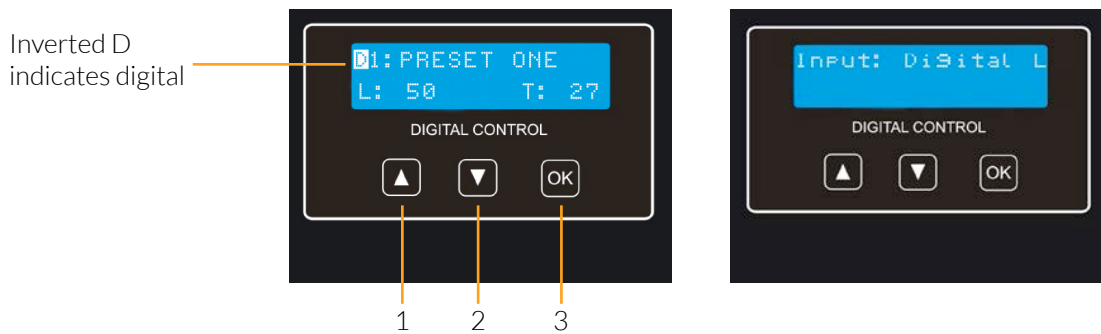 Inverted D
indicates digital
D1:PRESET ONE
L: 50 T: 27
DIGITAL CONTROL
OK
1 2 3
Input: Digital L
DIGITAL CONTROL
OK